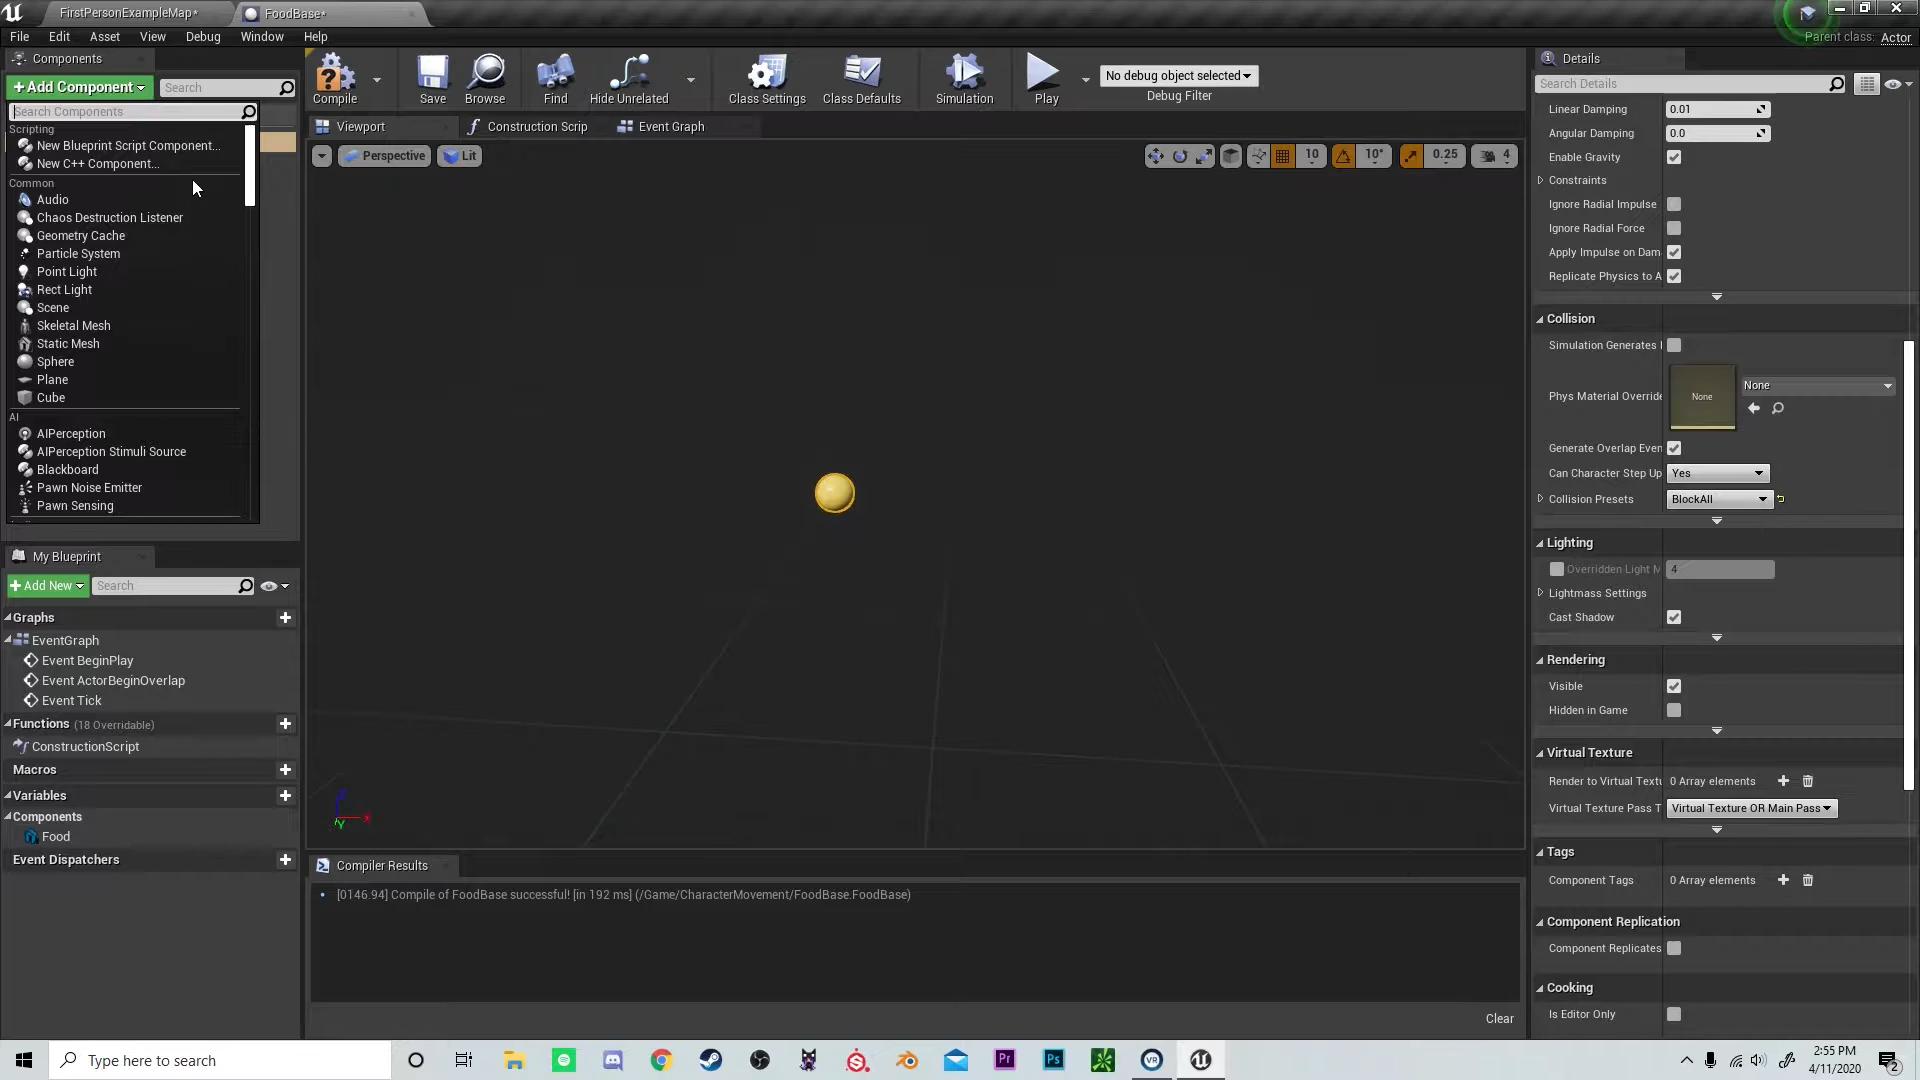 FirstPersonExampleMap*
FoodBase*
File Edit Asset View Debug Window Help
Parent class: Actor
Components
+Add Component
Search
Search Components
Scripting
New Blueprint Script Component...
New C++ Component...
Common
Audio
Chaos Destruction Listener
Geometry Cache
Particle System
Point Light
Rect Light
Scene
Skeletal Mesh
Static Mesh
Sphere
Plane
Cube
AI
AIPerception
AIPerception Stimuli Source
Blackboard
Pawn Noise Emitter
Pawn Sensing
My Blueprint
+Add New
Search
Graphs
EventGraph
Event BeginPlay
Event ActorBeginOverlap
Event Tick
Functions (18 Overridable)
ConstructionScript
Macros
Variables
Components
Food
Event Dispatchers
Compile Save Browse Find Hide Unrelated Class Settings Class Defaults Simulation Play
No debug object selected
Debug Filter
Viewport Construction Scrip Event Graph
Perspective Lit
10 10° 0.25 4
Z
X
Y
Compiler Results
[0146.94] Compile of FoodBase successful! [in 192 ms] (/Game/CharacterMovement/FoodBase.FoodBase)
Clear
Details
Search Details
Linear Damping 0.01
Angular Damping 0.0
Enable Gravity
Constraints
Ignore Radial Impulse
Ignore Radial Force
Apply Impulse on Dam
Replicate Physics to A
Collision
Simulation Generates
Phys Material Override None None
Generate Overlap Even
Can Character Step Up Yes
Collision Presets BlockAll
Lighting
Overridden Light M 4
Lightmass Settings
Cast Shadow
Rendering
Visible
Hidden in Game
Virtual Texture
Render to Virtual Textu 0 Array elements
Virtual Texture Pass T Virtual Texture OR Main Pass
Tags
Component Tags 0 Array elements
Component Replication
Component Replicates
Cooking
Is Editor Only
Type here to search
Pr Ps VR
2:55 PM
4/11/2020
2